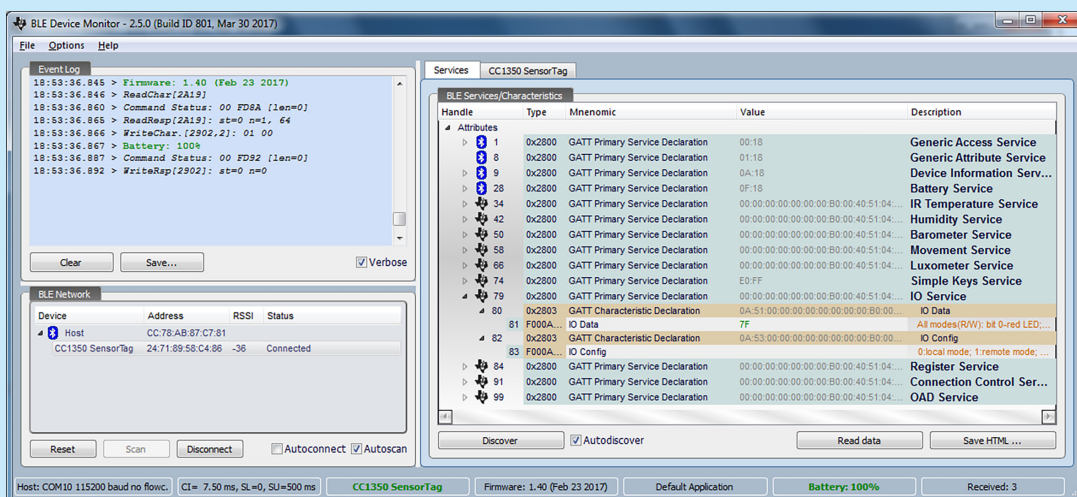 BLE Device Monitor - 2.5.0 (Build ID 801, Mar 30 2017)
File Options Help
Event Log
18:53:36.845 > Firmware: 1.40 (Feb 23 2017)
18:53:36.846 > ReadChar[2A19]
18:53:36.860 > Command Status: 00 FD8A [len=0]
18:53:36.865 > ReadResp[2A19]: st=0 n=1, 64
18:53:36.866 > WriteChar.[2902,2]: 01 00
18:53:36.867 > Battery: 100%
18:53:36.887 > Command Status: 00 FD92 [len=0]
18:53:36.892 > WriteRsp[2902]: st=0 n=0
Clear Save... Verbose
BLE Network
Device Address RSSI Status
Host CC:78:AB:87:C7:81
CC1350 SensorTag 24:71:89:58:C4:86 -36 Connected
Reset Scan Disconnect Autoconnect Autoscan
Services CC1350 SensorTag
BLE Services/Characteristics
Handle Type Mnenomic Value Description
Attributes
1 0x2800 GATT Primary Service Declaration 00:18 Generic Access Service
8 0x2800 GATT Primary Service Declaration 01:18 Generic Attribute Service
9 0x2800 GATT Primary Service Declaration 0A:18 Device Information Serv...
28 0x2800 GATT Primary Service Declaration 0F:18 Battery Service
34 0x2800 GATT Primary Service Declaration 00:00:00:00:00:00:B0:00:40:51:04:... IR Temperature Service
42 0x2800 GATT Primary Service Declaration 00:00:00:00:00:00:B0:00:40:51:04:... Humidity Service
50 0x2800 GATT Primary Service Declaration 00:00:00:00:00:00:B0:00:40:51:04:... Barometer Service
58 0x2800 GATT Primary Service Declaration 00:00:00:00:00:00:B0:00:40:51:04:... Movement Service
66 0x2800 GATT Primary Service Declaration 00:00:00:00:00:00:B0:00:40:51:04:... Luxometer Service
74 0x2800 GATT Primary Service Declaration E0:FF Simple Keys Service
79 0x2800 GATT Primary Service Declaration 00:00:00:00:00:00:B0:00:40:51:04:... IO Service
80 0x2803 GATT Characteristic Declaration 0A:51:00:00:00:00:00:00:00:B0:00... IO Data
81 F000A... IO Data 7F All modes(R/W): bit 0-red LED;...
82 0x2803 GATT Characteristic Declaration 0A:53:00:00:00:00:00:00:00:B0:00... IO Config
83 F000A... IO Config 0:local mode; 1:remote mode; ...
84 0x2800 GATT Primary Service Declaration 00:00:00:00:00:00:B0:00:40:51:04:... Register Service
91 0x2800 GATT Primary Service Declaration 00:00:00:00:00:00:B0:00:40:51:04:... Connection Control Ser...
99 0x2800 GATT Primary Service Declaration 00:00:00:00:00:00:B0:00:40:51:04:... OAD Service
Discover Autodiscover Read data Save HTML ...
Host: COM10 115200 baud no flowc. CI= 7.50 ms, SL=0, SU=500 ms CC1350 SensorTag Firmware: 1.40 (Feb 23 2017) Default Application Battery: 100% Received: 3